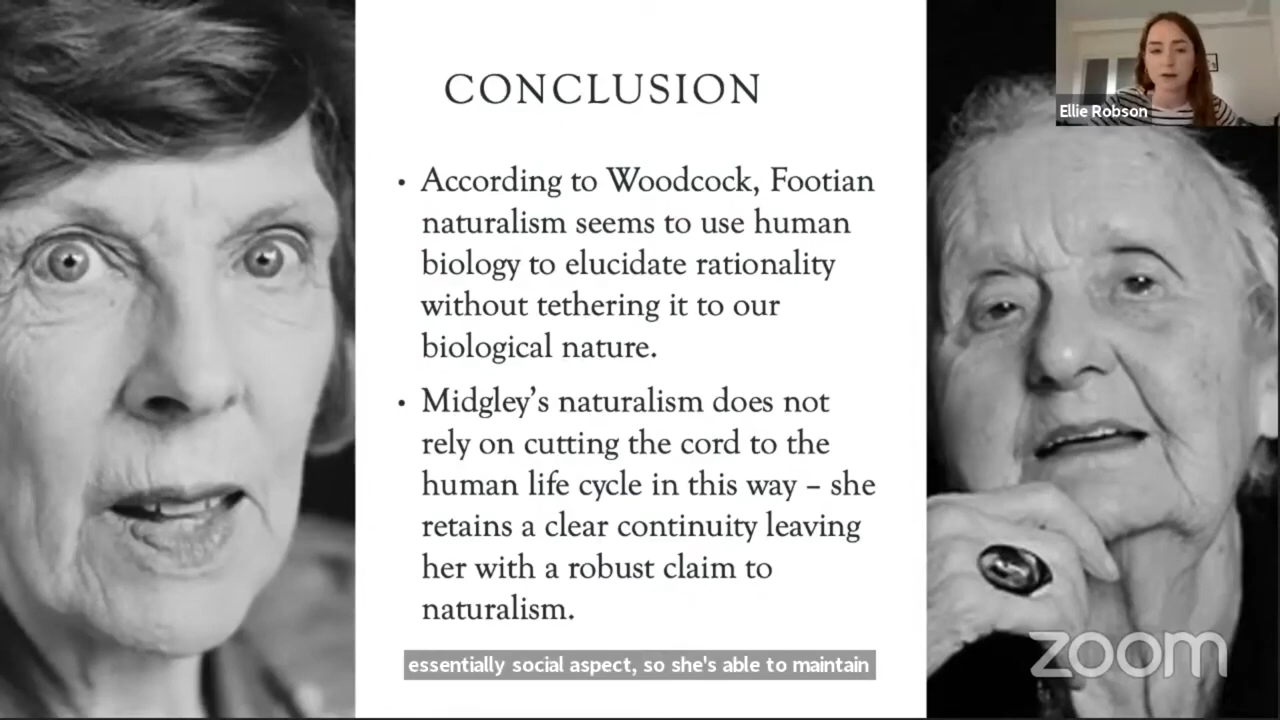 CONCLUSION
Ellie Robson
• According to Woodcock, Footian
naturalism seems to use human
biology to elucidate rationality
without tethering it to our
biological nature.
• Midgley’s naturalism does not
rely on cutting the cord to the
human life cycle in this way – she
retains a clear continuity leaving
her with a robust claim to
naturalism.
essentially social aspect, so she's able to maintain
zoom